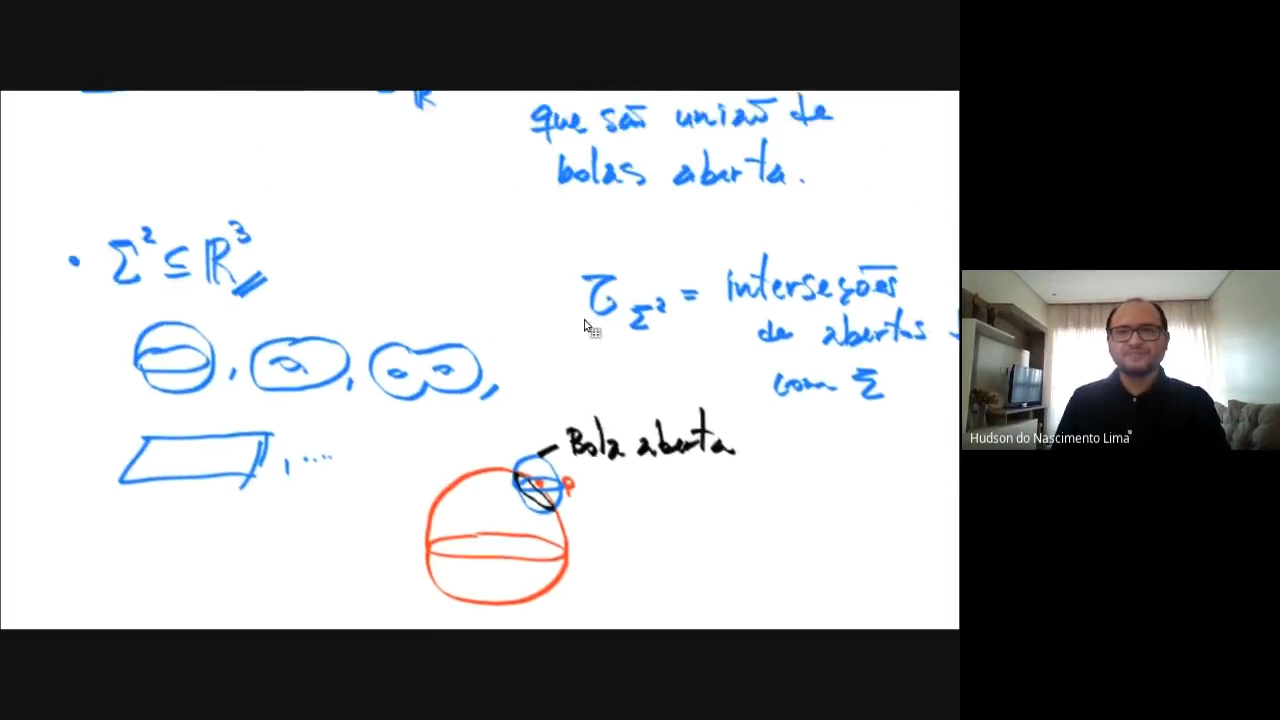 ℝ
que são união de
bolas aberta.
• Σ² ⊆ ℝ³
τ_Σ² = interseções
de abertos
com Σ
, , ,
, ....
Bola aberta
p
Hudson do Nascimento Lima